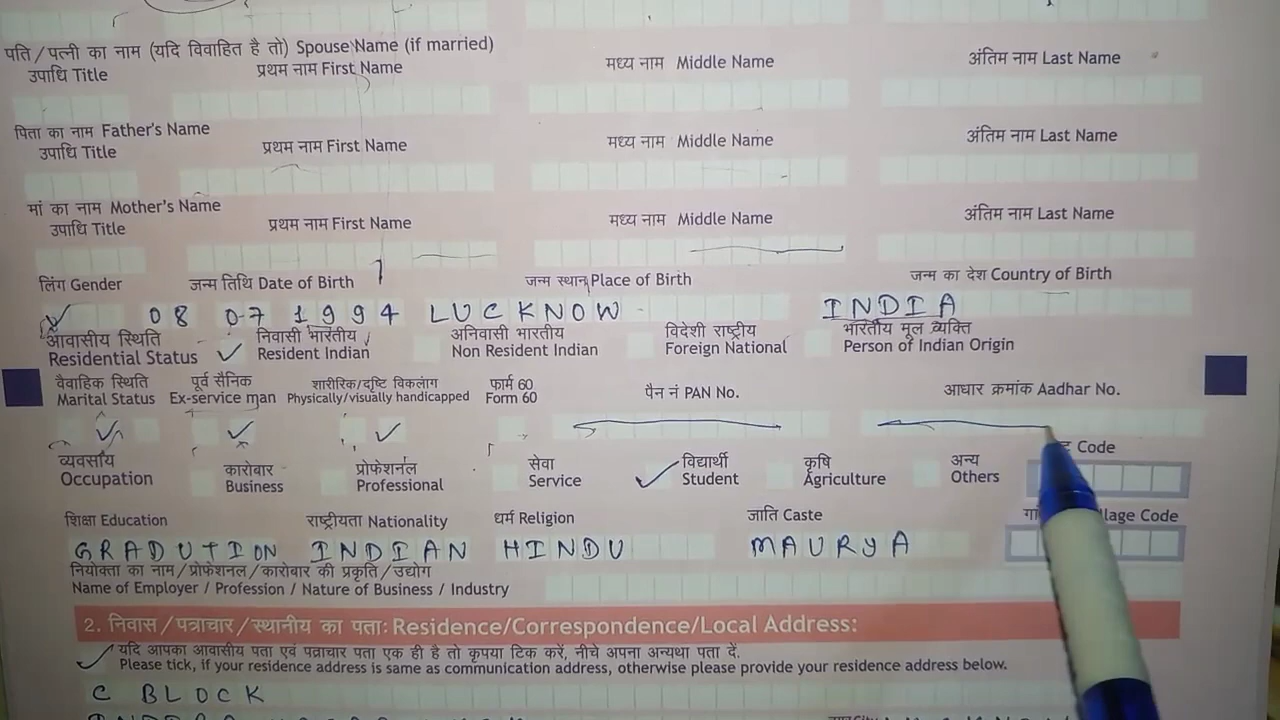 पति / पत्नी का नाम (यदि विवाहित है तो) Spouse Name (if married)
उपाधि Title प्रथम नाम First Name मध्य नाम Middle Name अंतिम नाम Last Name
पिता का नाम Father's Name
उपाधि Title प्रथम नाम First Name मध्य नाम Middle Name अंतिम नाम Last Name
मां का नाम Mother's Name
उपाधि Title प्रथम नाम First Name मध्य नाम Middle Name अंतिम नाम Last Name
लिंग Gender जन्म तिथि Date of Birth जन्म स्थान Place of Birth जन्म का देश Country of Birth
08 07 1994 LUCKNOW INDIA
आवासीय स्थिति निवासी भारतीय अनिवासी भारतीय विदेशी राष्ट्रीय भारतीय मूल व्यक्ति
Residential Status Resident Indian Non Resident Indian Foreign National Person of Indian Origin
वैवाहिक स्थिति पूर्व सैनिक शारीरिक/दृष्टि विकलांग फार्म 60 पैन नं PAN No. आधार क्रमांक Aadhar No.
Marital Status Ex-service man Physically/visually handicapped Form 60
Code
व्यवसाय कारोबार प्रोफेशनल सेवा विद्यार्थी कृषि अन्य
Occupation Business Professional Service Student Agriculture Others
शिक्षा Education राष्ट्रीयता Nationality धर्म Religion जाति Caste Code
GRADUTION INDIAN HINDU MAURYA
नियोक्ता का नाम / प्रोफेशनल / कारोबार की प्रकृति / उद्योग
Name of Employer / Profession / Nature of Business / Industry
2. निवास / पत्राचार / स्थानीय का पताः Residence/Correspondence/Local Address:
यदि आपका आवासीय पता एवं पत्राचार पता एक ही है तो कृपया टिक करें, नीचे अपना अन्यथा पता दें.
Please tick, if your residence address is same as communication address, otherwise please provide your residence address below.
C BLOCK